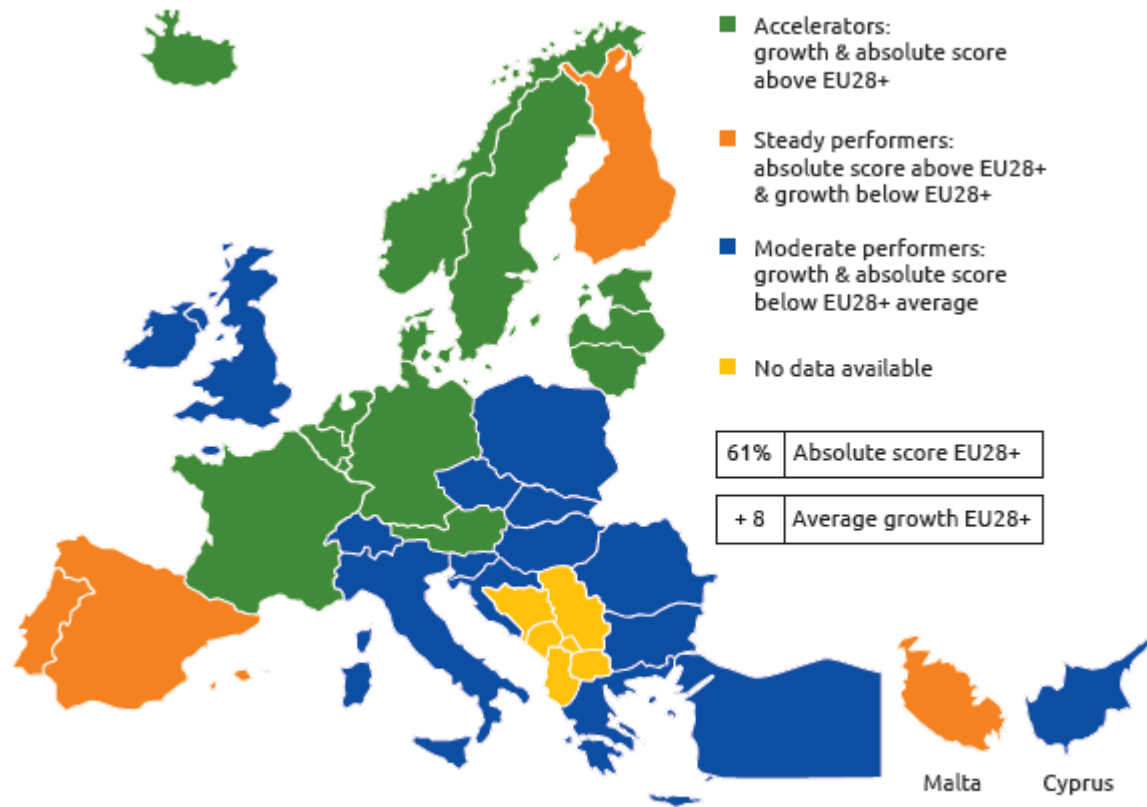 Accelerators:
growth & absolute score
above EU28+
Steady performers:
absolute score above EU28+
& growth below EU28+
Moderate performers:
growth & absolute score
below EU28+ average
No data available
61% Absolute score EU28+
+ 8 Average growth EU28+
Malta
Cyprus